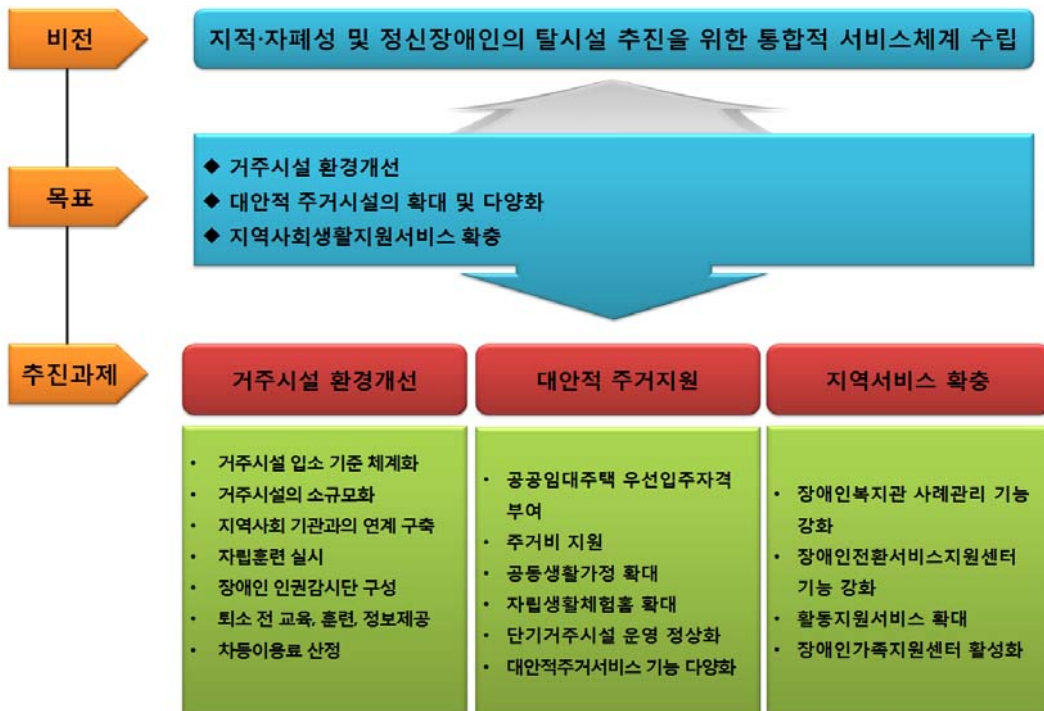 비전
지적·자폐성 및 정신장애인의 탈시설 추진을 위한 통합적 서비스체계 수립
목표
◆ 거주시설 환경개선
◆ 대안적 주거시설의 확대 및 다양화
◆ 지역사회생활지원서비스 확충
추진과제
거주시설 환경개선
• 거주시설 입소 기준 체계화
• 거주시설의 소규모화
• 지역사회 기관과의 연계 구축
• 자립훈련 실시
• 장애인 인권감시단 구성
• 퇴소 전 교육, 훈련, 정보제공
• 차등이용료 산정
대안적 주거지원
• 공공임대주택 우선입주자격
부여
• 주거비 지원
• 공동생활가정 확대
• 자립생활체험홈 확대
• 단기거주시설 운영 정상화
• 대안적주거서비스 기능 다양화
지역서비스 확충
• 장애인복지관 사례관리 기능
강화
• 장애인전환서비스지원센터
기능 강화
• 활동지원서비스 확대
• 장애인가족지원센터 활성화